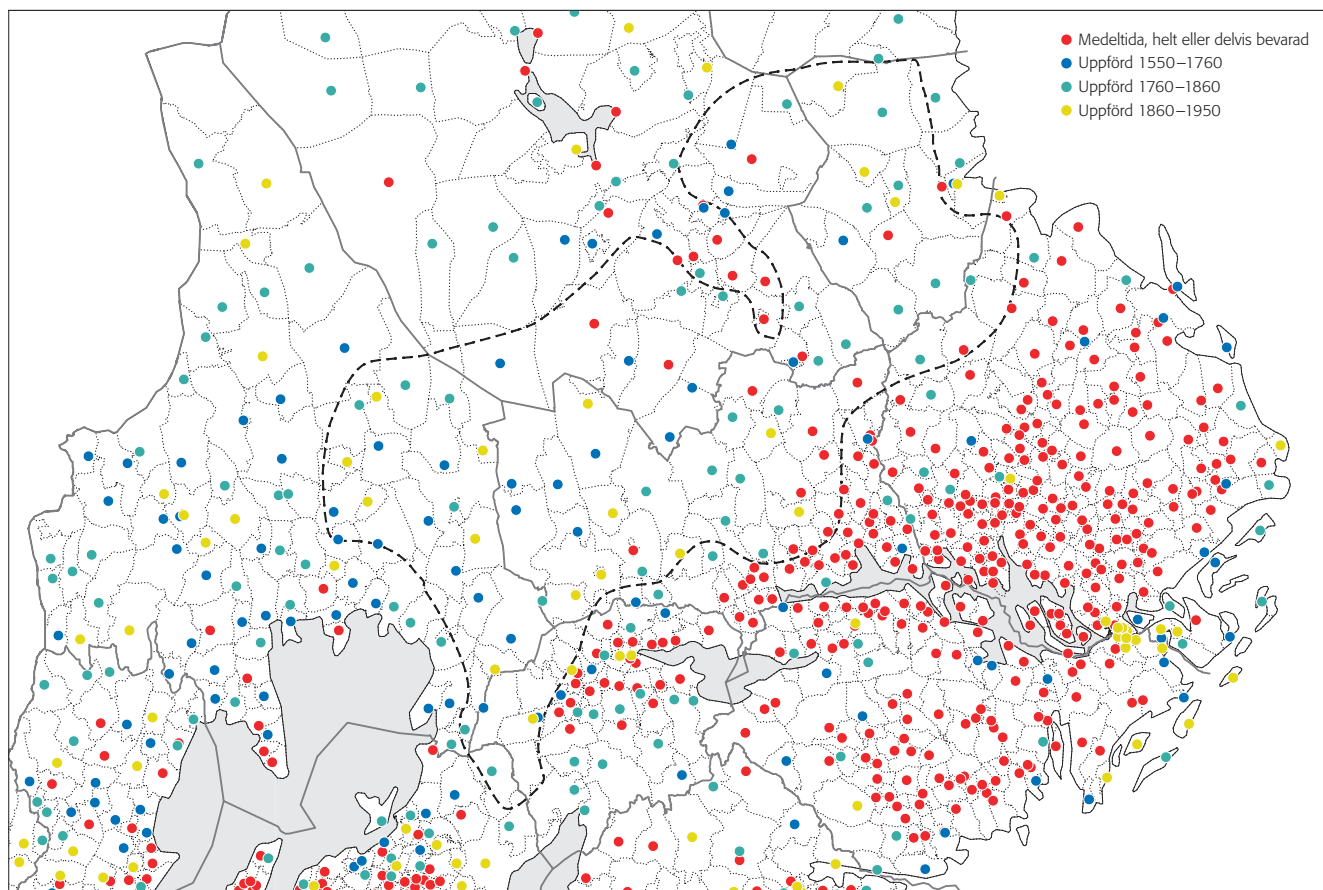 Medeltida, helt eller delvis bevarad
Uppförd 1550–1760
Uppförd 1760–1860
Uppförd 1860–1950